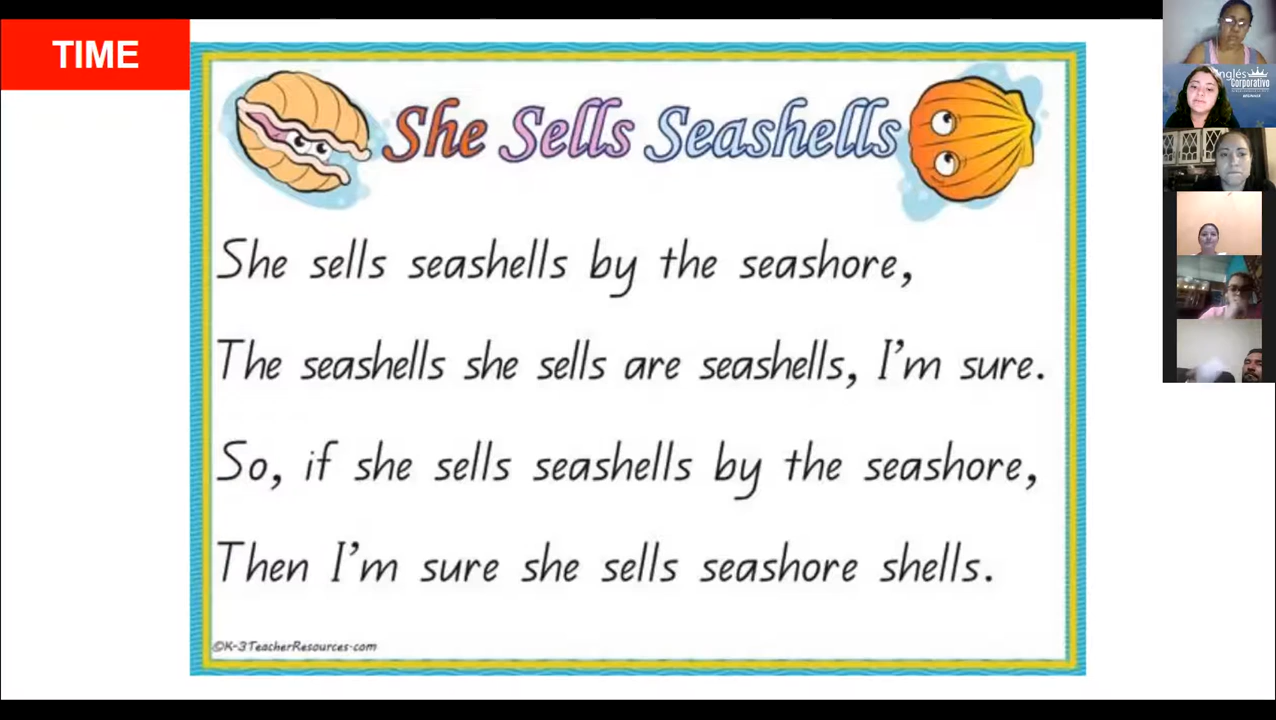 TIME
She Sells Seashells
She sells seashells by the seashore,
The seashells she sells are seashells, I'm sure.
So, if she sells seashells by the seashore,
Then I'm sure she sells seashore shells.
©K-3TeacherResources.com
Inglés
Corporativo